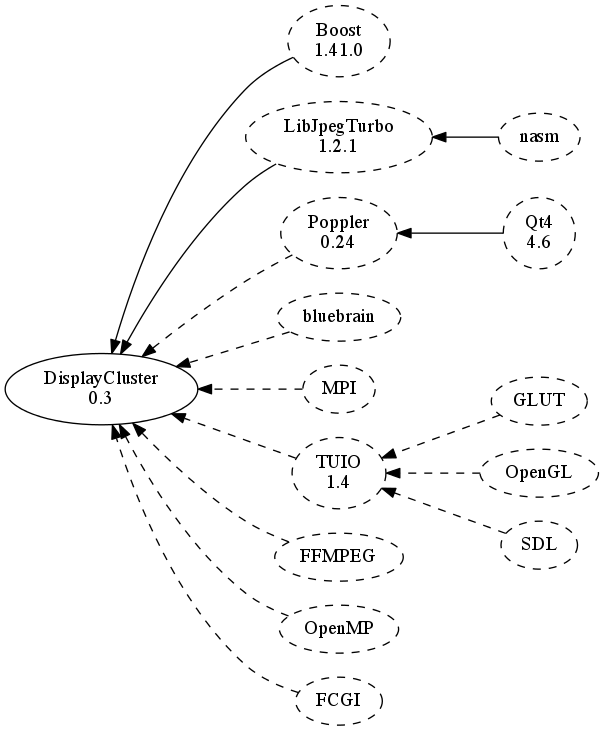 Boost
1.41.0
LibJpegTurbo
1.2.1
nasm
Poppler
0.24
Qt4
4.6
bluebrain
DisplayCluster
0.3
MPI
GLUT
TUIO
1.4
OpenGL
SDL
FFMPEG
OpenMP
FCGI